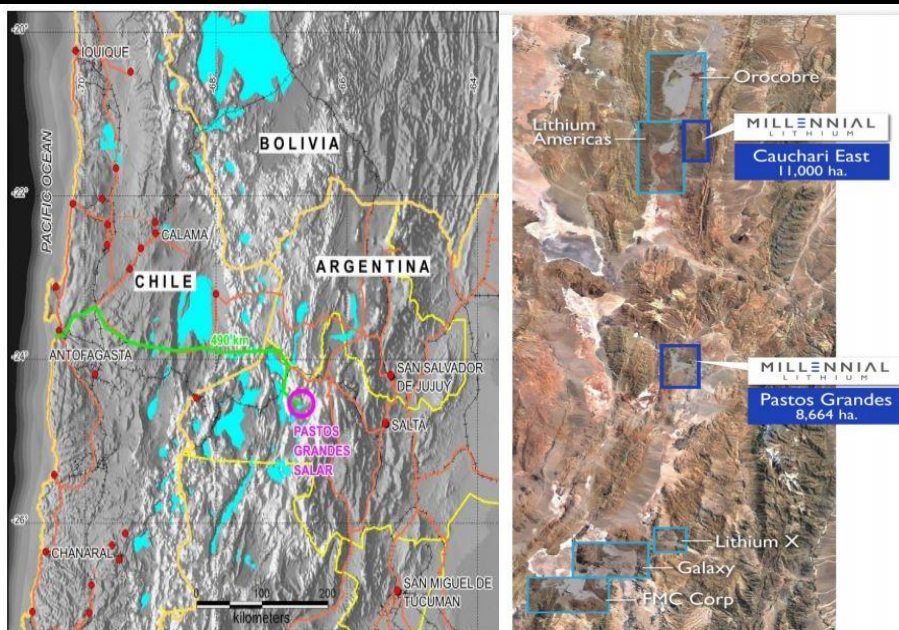 -20°
IQUIQUE
-70°
-68°
-66°
-64°
BOLIVIA
PACIFIC OCEAN
-22°
CALAMA
CHILE
ARGENTINA
490 km
-24°
ANTOFAGASTA
SAN SALVADOR
DE JUJUY
PASTOS
GRANDES
SALAR
SALTA
-26°
CHANARAL
SAN MIGUEL DE
TUCUMAN
0 100 200
kilometers
Orocobre
Lithium
Americas
MILLENNIAL
LITHIUM
Cauchari East
11,000 ha.
MILLENNIAL
LITHIUM
Pastos Grandes
8,664 ha.
Lithium X
Galaxy
FMC Corp